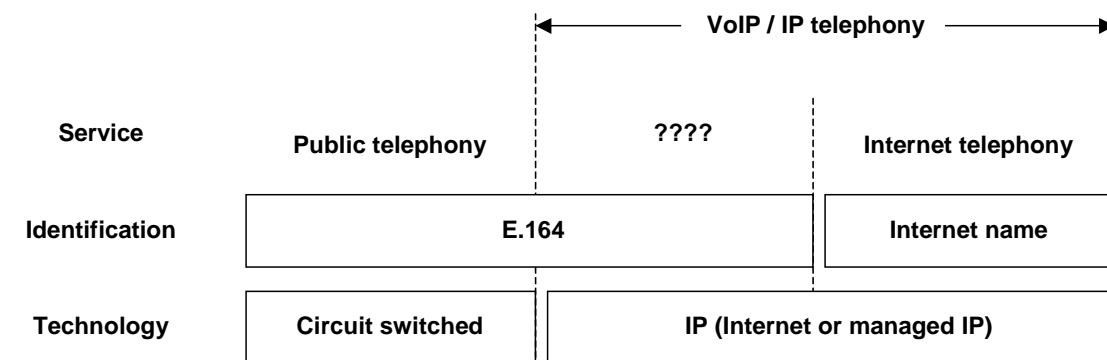 VoIP / IP telephony
Service
Public telephony
????
Internet telephony
Identification
E.164
Internet name
Technology
Circuit switched
IP (Internet or managed IP)